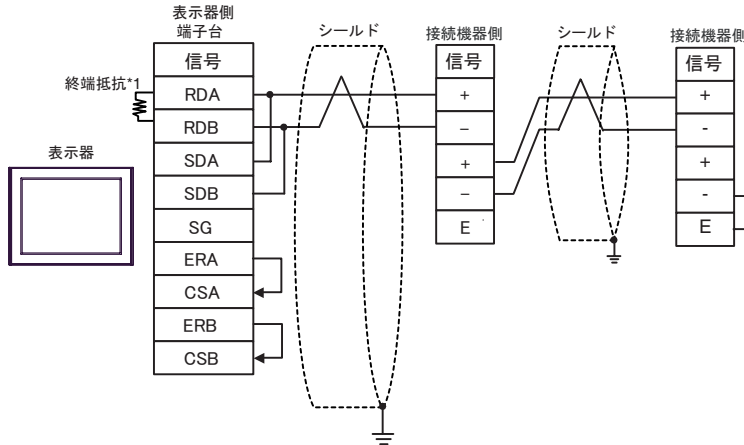 表示器側
端子台
信号
RDA
RDB
SDA
SDB
SG
ERA
CSA
ERB
CSB
終端抵抗*1
表示器
シールド
接続機器側
信号
+
−
+
−
E
シールド
接続機器側
信号
+
-
+
-
E